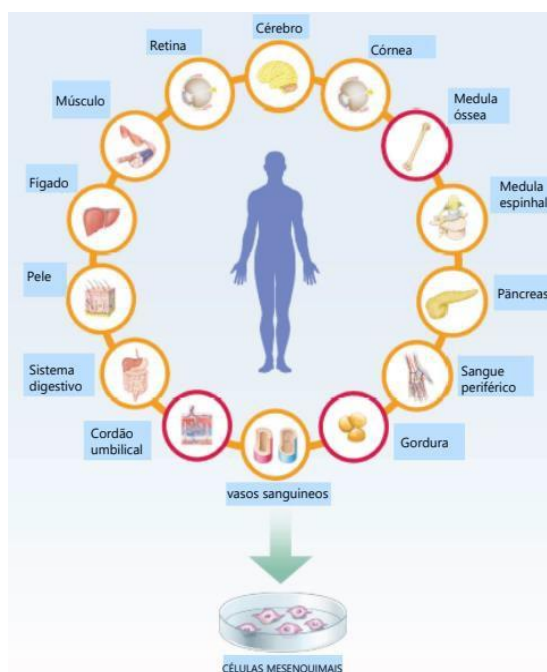 Cérebro
Retina
Córnea
Músculo
Medula
óssea
Fígado
Medula
espinhal
Pele
Pâncreas
Sistema
digestivo
Sangue
periférico
Cordão
umbilical
Gordura
vasos sanguineos
CÉLULAS MESENQUIMAIS